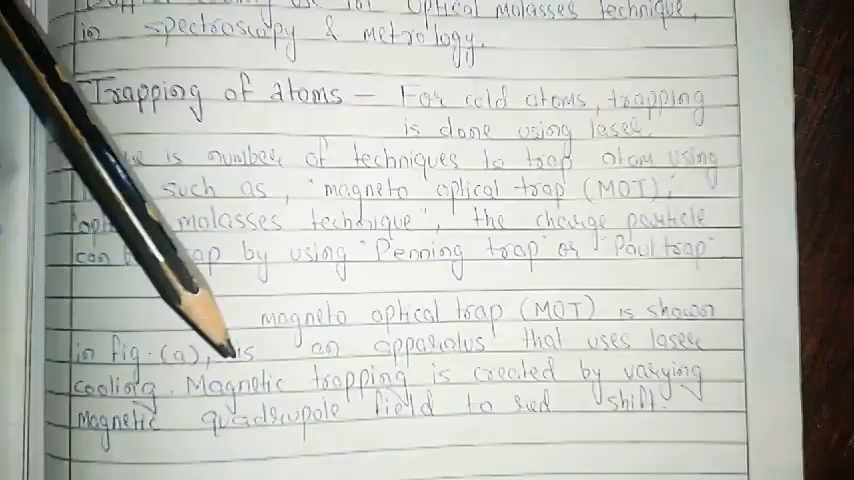 optical molasses technique,
in spectroscopy & metrology.
Trapping of atoms – For cold atoms, trapping
is done using laser.
is number of techniques to trap atom using
such as, "magneto optical trap (MOT),
molasses technique", the charge particle
can by using "Penning trap" or "Paul trap"
magneto optical trap (MOT) is shown
in fig.(a), is an apparatus that uses laser
cooling. Magnetic trapping is created by varying
magnetic quadrupole field to red shift.